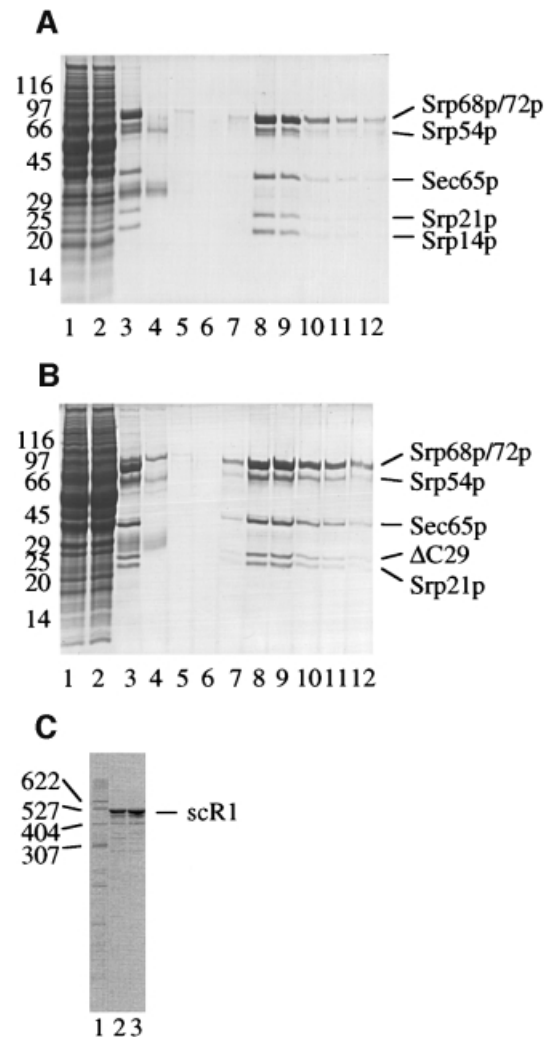 A
116
97
66
45
29
25
20
14
Srp68p/72p
Srp54p
Sec65p
Srp21p
Srp14p
1 2 3 4 5 6 7 8 9 10 11 12
B
116
97
66
45
29
25
20
14
Srp68p/72p
Srp54p
Sec65p
ΔC29
Srp21p
1 2 3 4 5 6 7 8 9 10 11 12
C
622
527
404
307
scR1
1 2 3